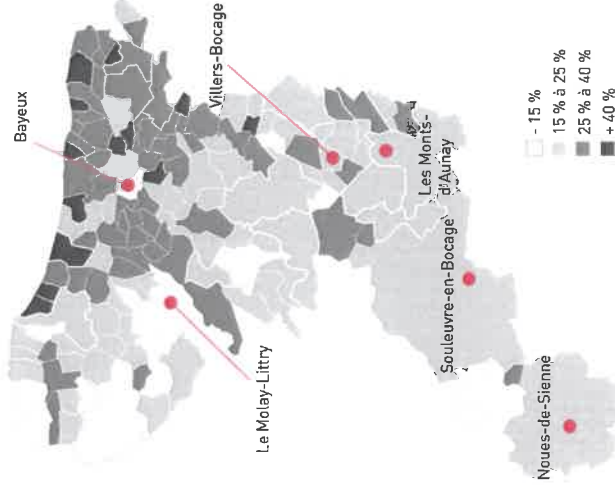 Bayeux
Villers-Bocage
Le Molay-Littry
Les Monts-
d'Aunay
Souleuvre-en-Bocage
Noues-de-Sienne
- 15 %
15 % à 25 %
25 % à 40 %
+ 40 %